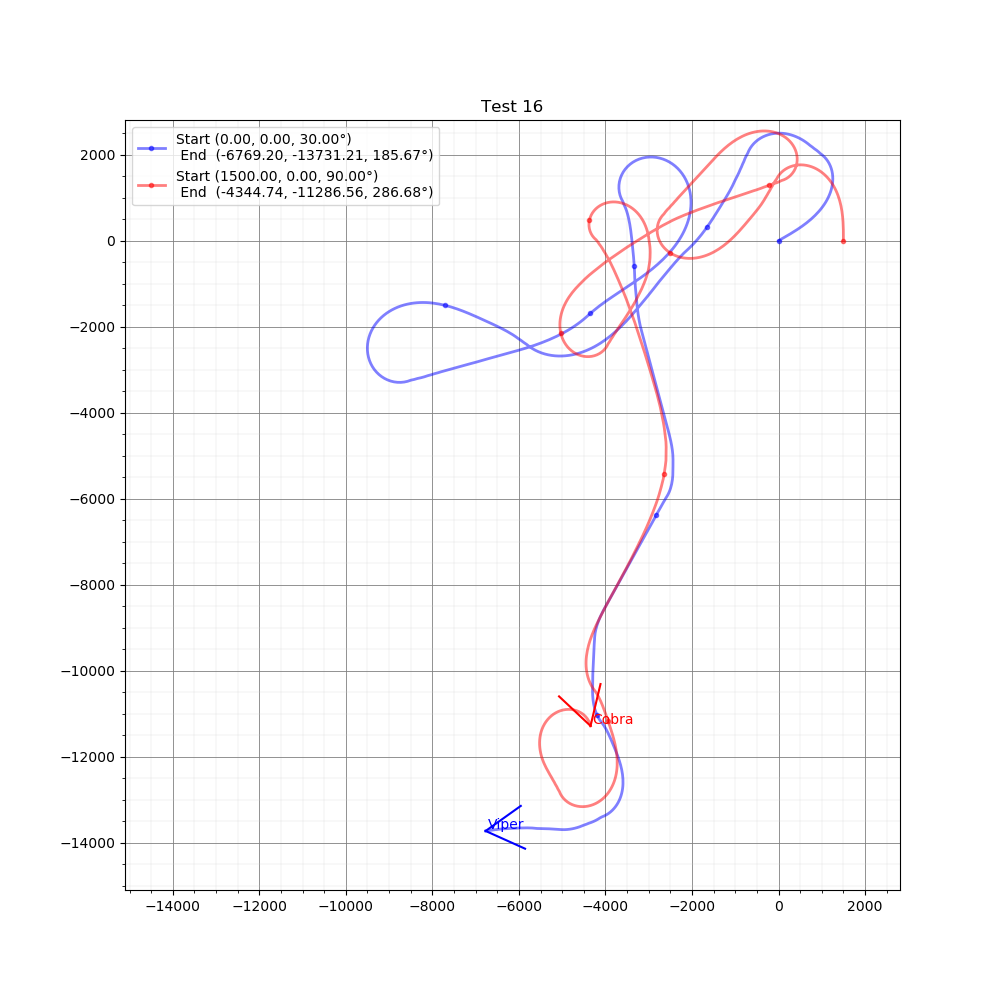 Test 16
Start (0.00, 0.00, 30.00°)
End  (-6769.20, -13731.21, 185.67°)
Start (1500.00, 0.00, 90.00°)
End  (-4344.74, -11286.56, 286.68°)
2000
0
−2000
−4000
−6000
−8000
−10000
Cobra
−12000
Viper
−14000
−14000 −12000 −10000 −8000 −6000 −4000 −2000 0 2000